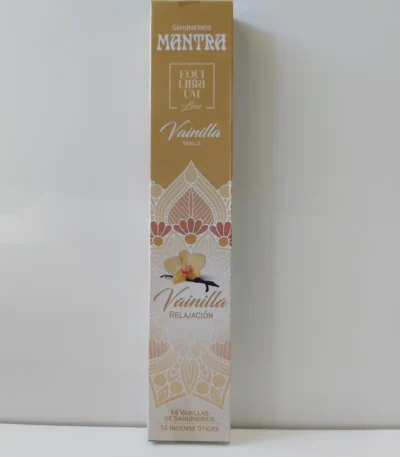 SAHUMERIOS
MANTRA
EQUI
LIBRI
UM
Line
Vainilla
VANILLA
Vainilla
RELAJACIÓN
14 VARILLAS
DE SAHUMERIOS
14 INCENSE STICKS